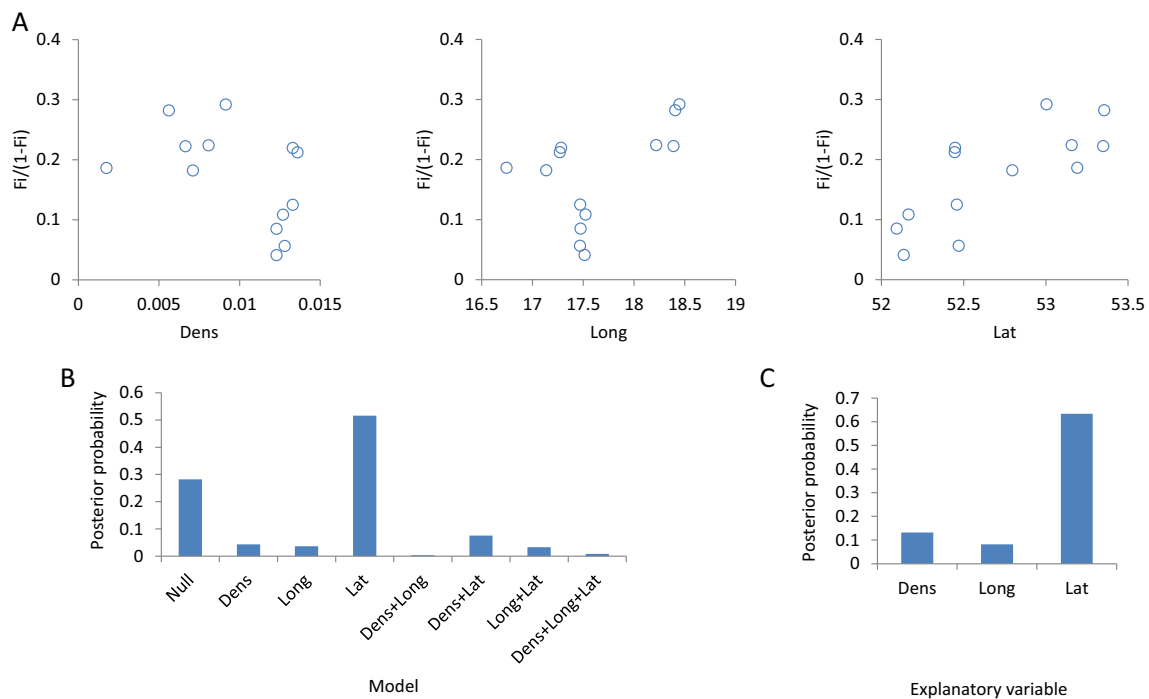 A
0.4
0.3
0.2
0.1
0
Fi/(1-Fi)
0 0.005 0.01 0.015
Dens
0.4
0.3
0.2
0.1
0
Fi/(1-Fi)
16.5 17 17.5 18 18.5 19
Long
0.4
0.3
0.2
0.1
0
Fi/(1-Fi)
52 52.5 53 53.5
Lat
B
0.6
0.5
0.4
0.3
0.2
0.1
0
Posterior probability
Null
Dens
Long
Lat
Dens+Long
Dens+Lat
Long+Lat
Dens+Long+Lat
Model
C
0.7
0.6
0.5
0.4
0.3
0.2
0.1
0
Posterior probability
Dens Long Lat
Explanatory variable